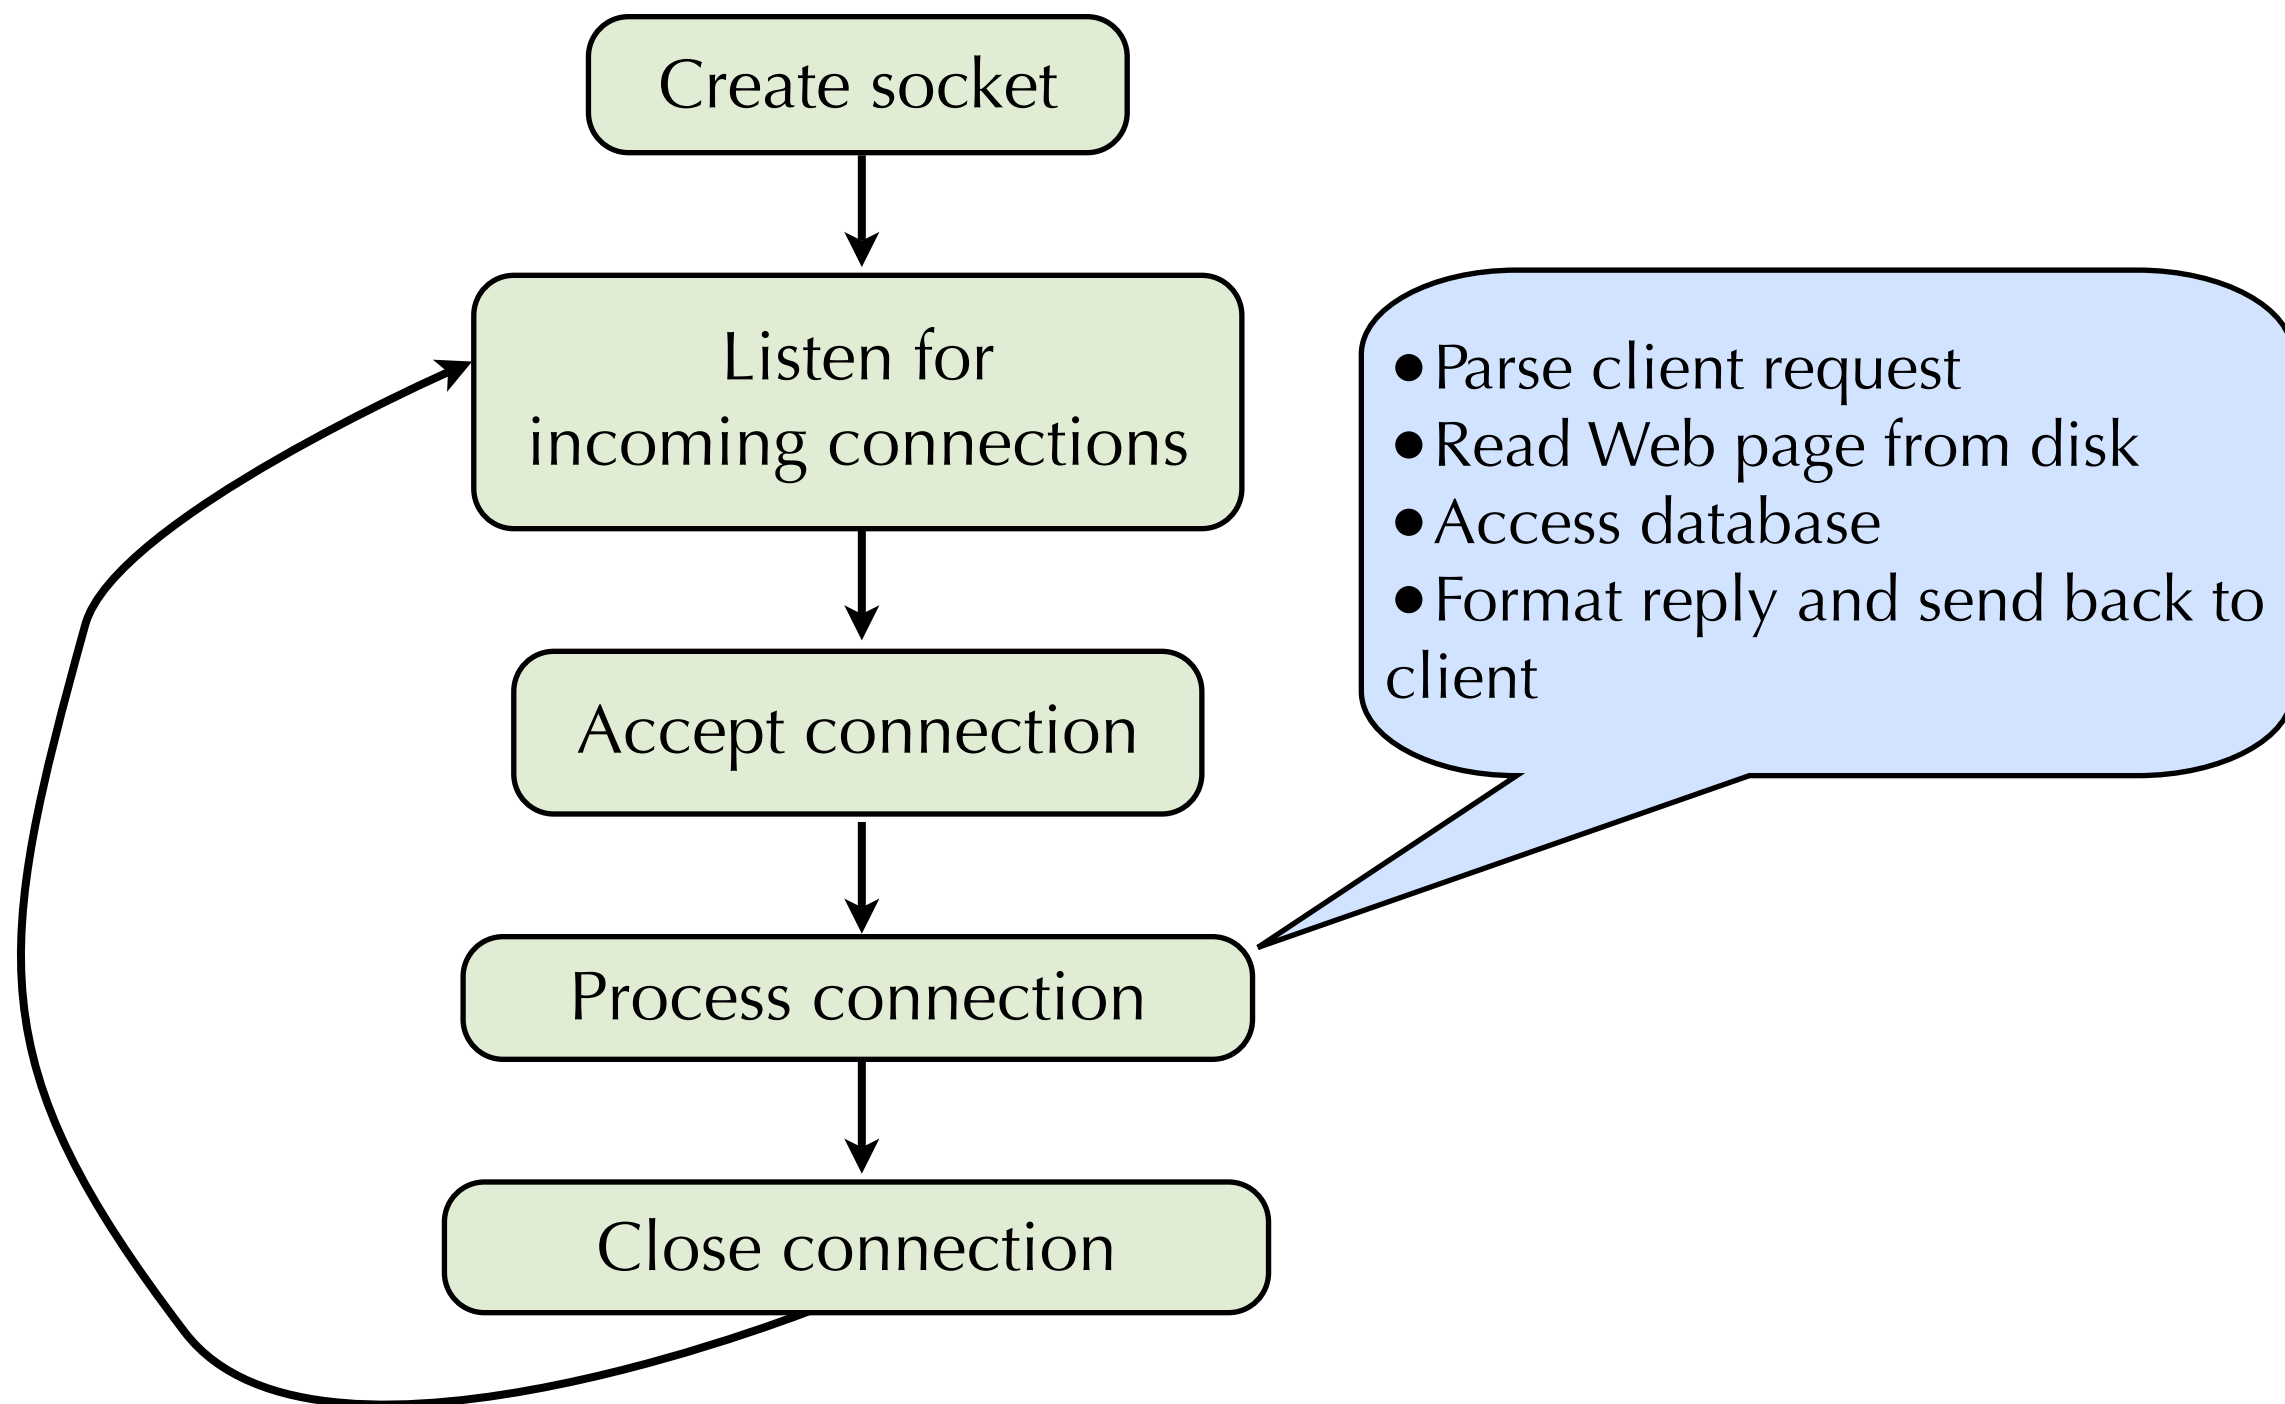 Create socket
Listen for
incoming connections
Accept connection
Process connection
Close connection
●Parse client request
●Read Web page from disk
●Access database
●Format reply and send back to
client